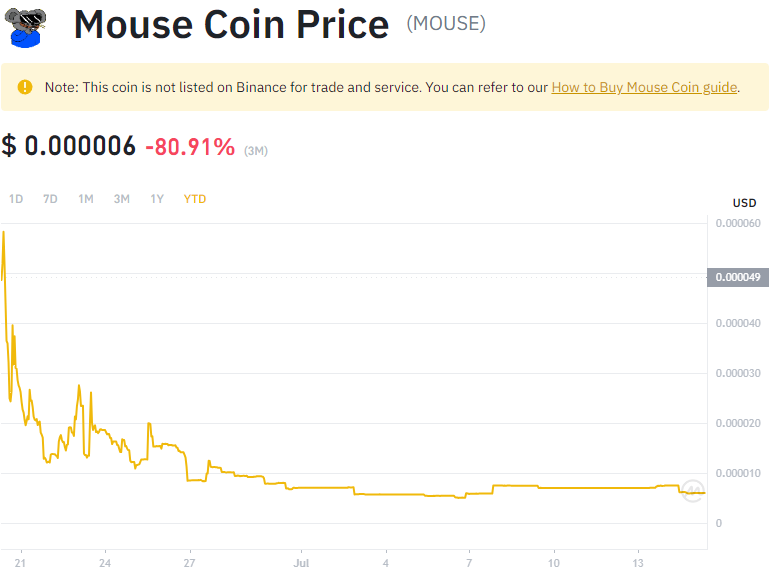 Mouse Coin Price (MOUSE)
Note: This coin is not listed on Binance for trade and service. You can refer to our How to Buy Mouse Coin guide.
$ 0.000006 -80.91% (3M)
1D 7D 1M 3M 1Y YTD
USD
0.000060
0.000049
0.000040
0.000030
0.000020
0.000010
0
21 24 27 Jul 4 7 10 13